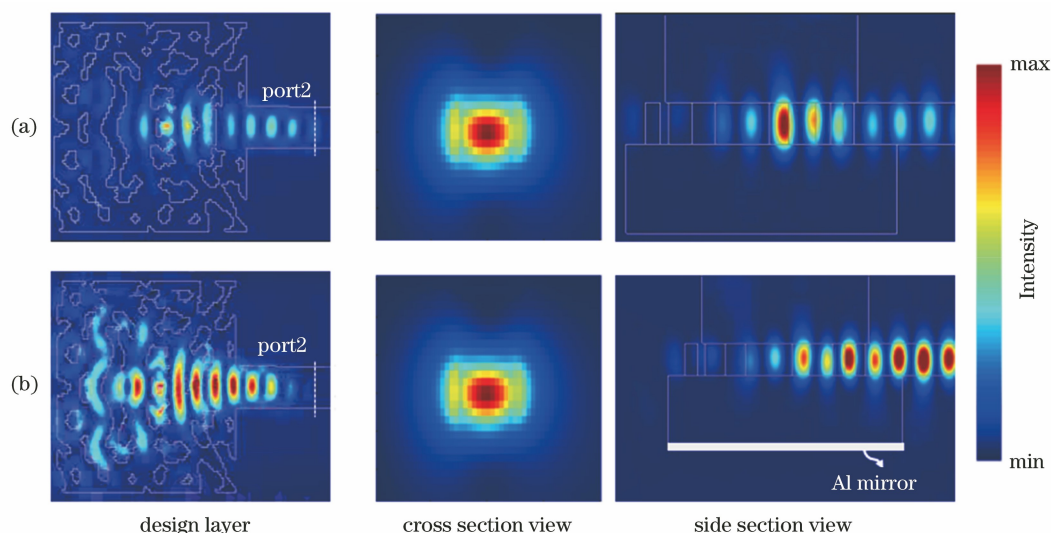 (a)
port2
max
Intensity
min
(b)
port2
Al mirror
design layer
cross section view
side section view